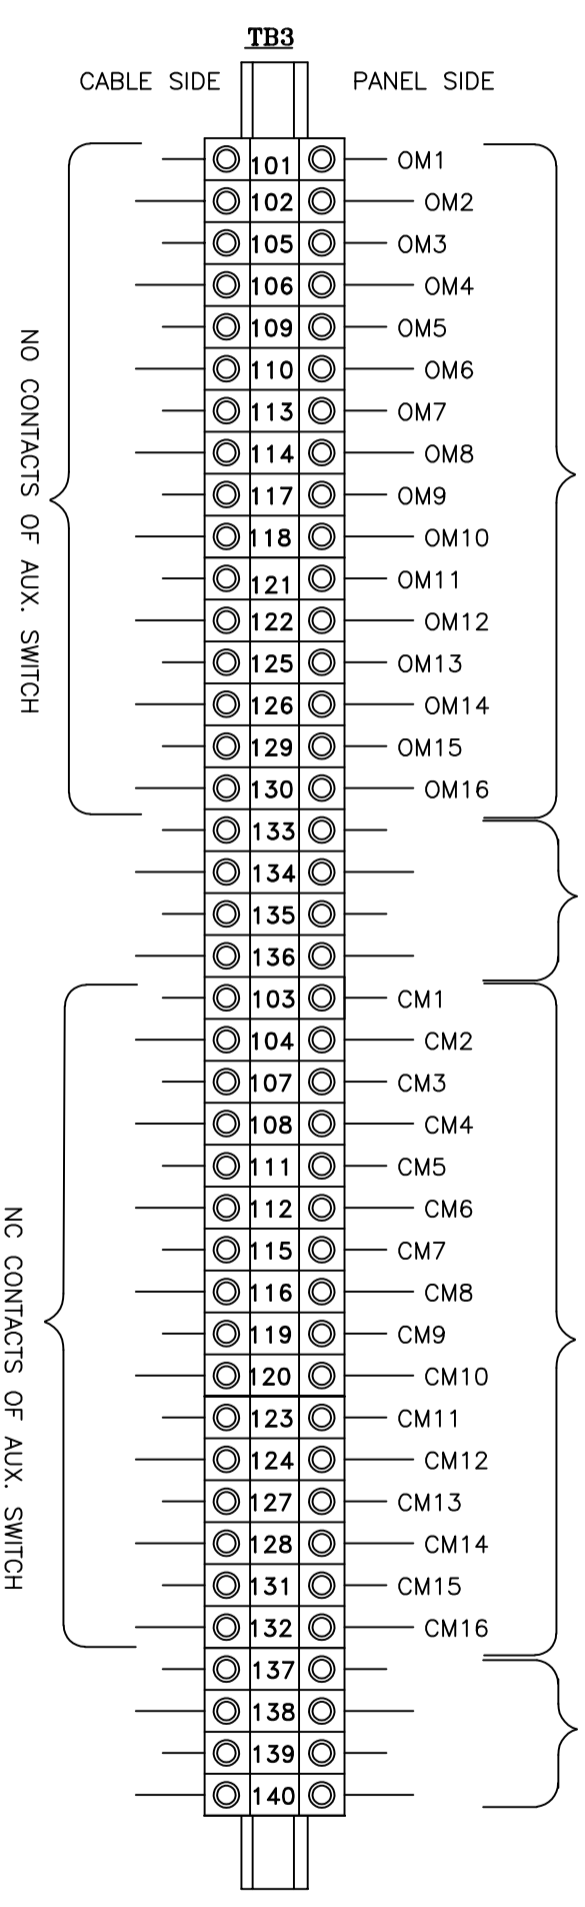 TB3
CABLE SIDE PANEL SIDE
NO CONTACTS OF AUX. SWITCH
101 OM1
102 OM2
105 OM3
106 OM4
109 OM5
110 OM6
113 OM7
114 OM8
117 OM9
118 OM10
121 OM11
122 OM12
125 OM13
126 OM14
129 OM15
130 OM16
133
134
135
136
NC CONTACTS OF AUX. SWITCH
103 CM1
104 CM2
107 CM3
108 CM4
111 CM5
112 CM6
115 CM7
116 CM8
119 CM9
120 CM10
123 CM11
124 CM12
127 CM13
128 CM14
131 CM15
132 CM16
137
138
139
140